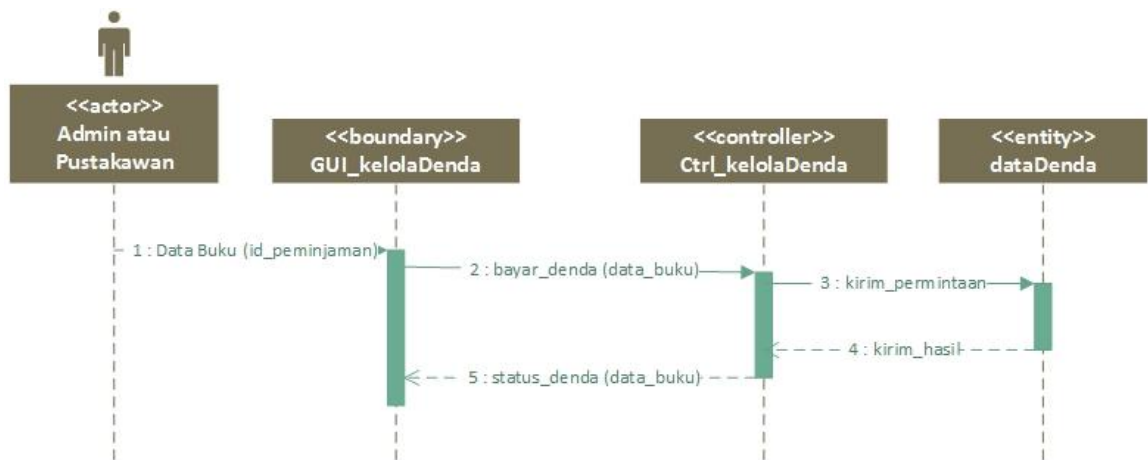 <<actor>>
Admin atau
Pustakawan
<<boundary>>
GUI_kelolaDenda
<<controller>>
Ctrl_kelolaDenda
<<entity>>
dataDenda
1 : Data Buku (id_peminjaman)
2 : bayar_denda (data_buku)
3 : kirim_permintaan
4 : kirim_hasil
5 : status_denda (data_buku)